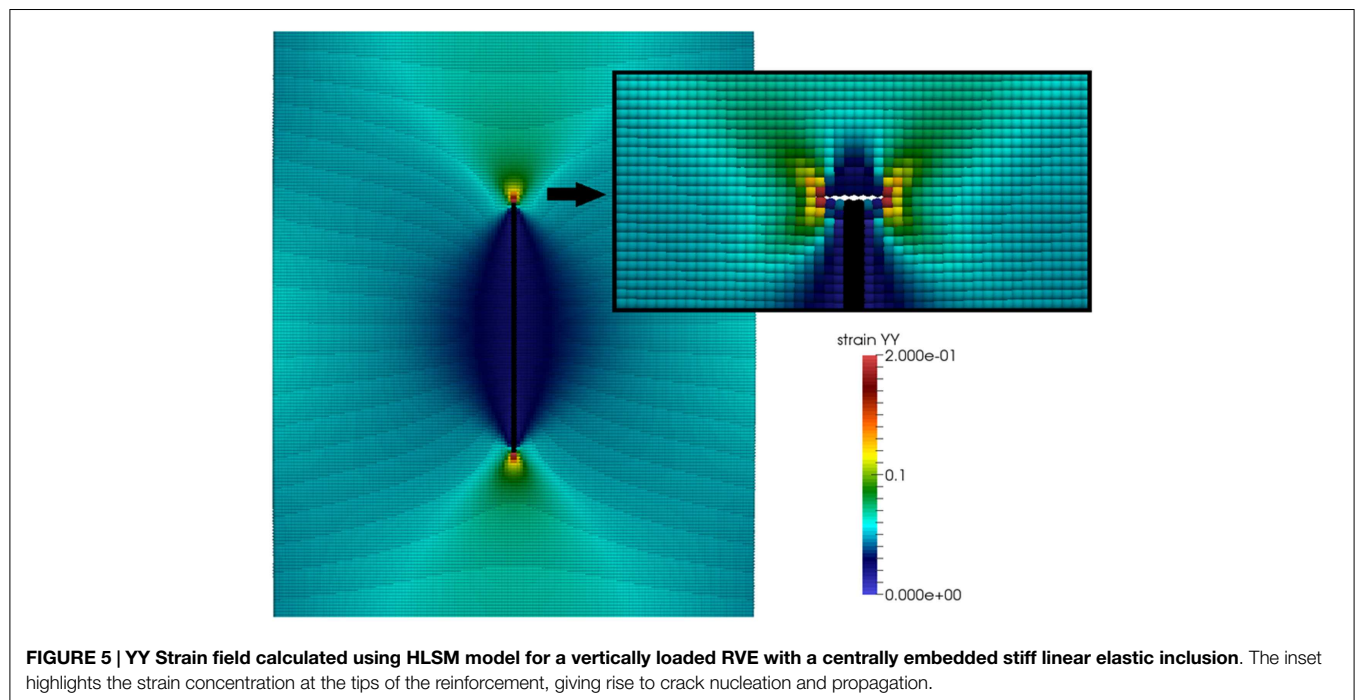 strain YY
2.000e-01
0.1
0.000e+00
FIGURE 5 | YY Strain field calculated using HLSM model for a vertically loaded RVE with a centrally embedded stiff linear elastic inclusion. The inset
highlights the strain concentration at the tips of the reinforcement, giving rise to crack nucleation and propagation.